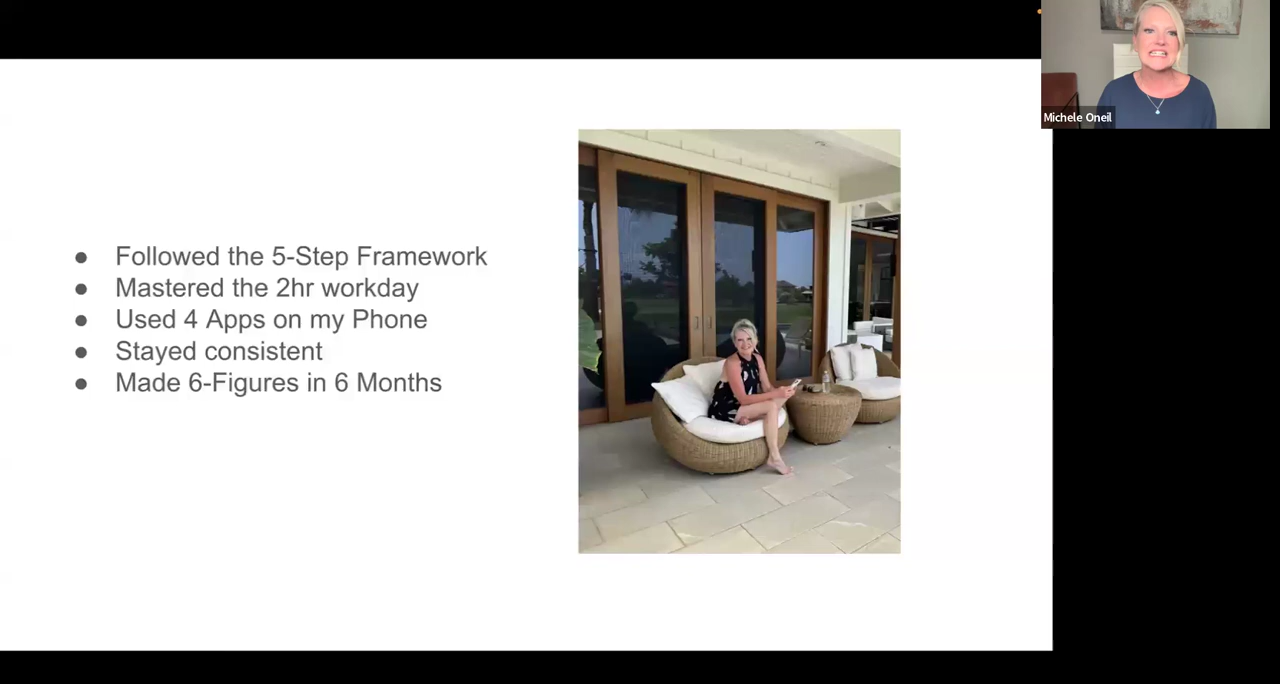 Michele Oneil
● Followed the 5-Step Framework
● Mastered the 2hr workday
● Used 4 Apps on my Phone
● Stayed consistent
● Made 6-Figures in 6 Months